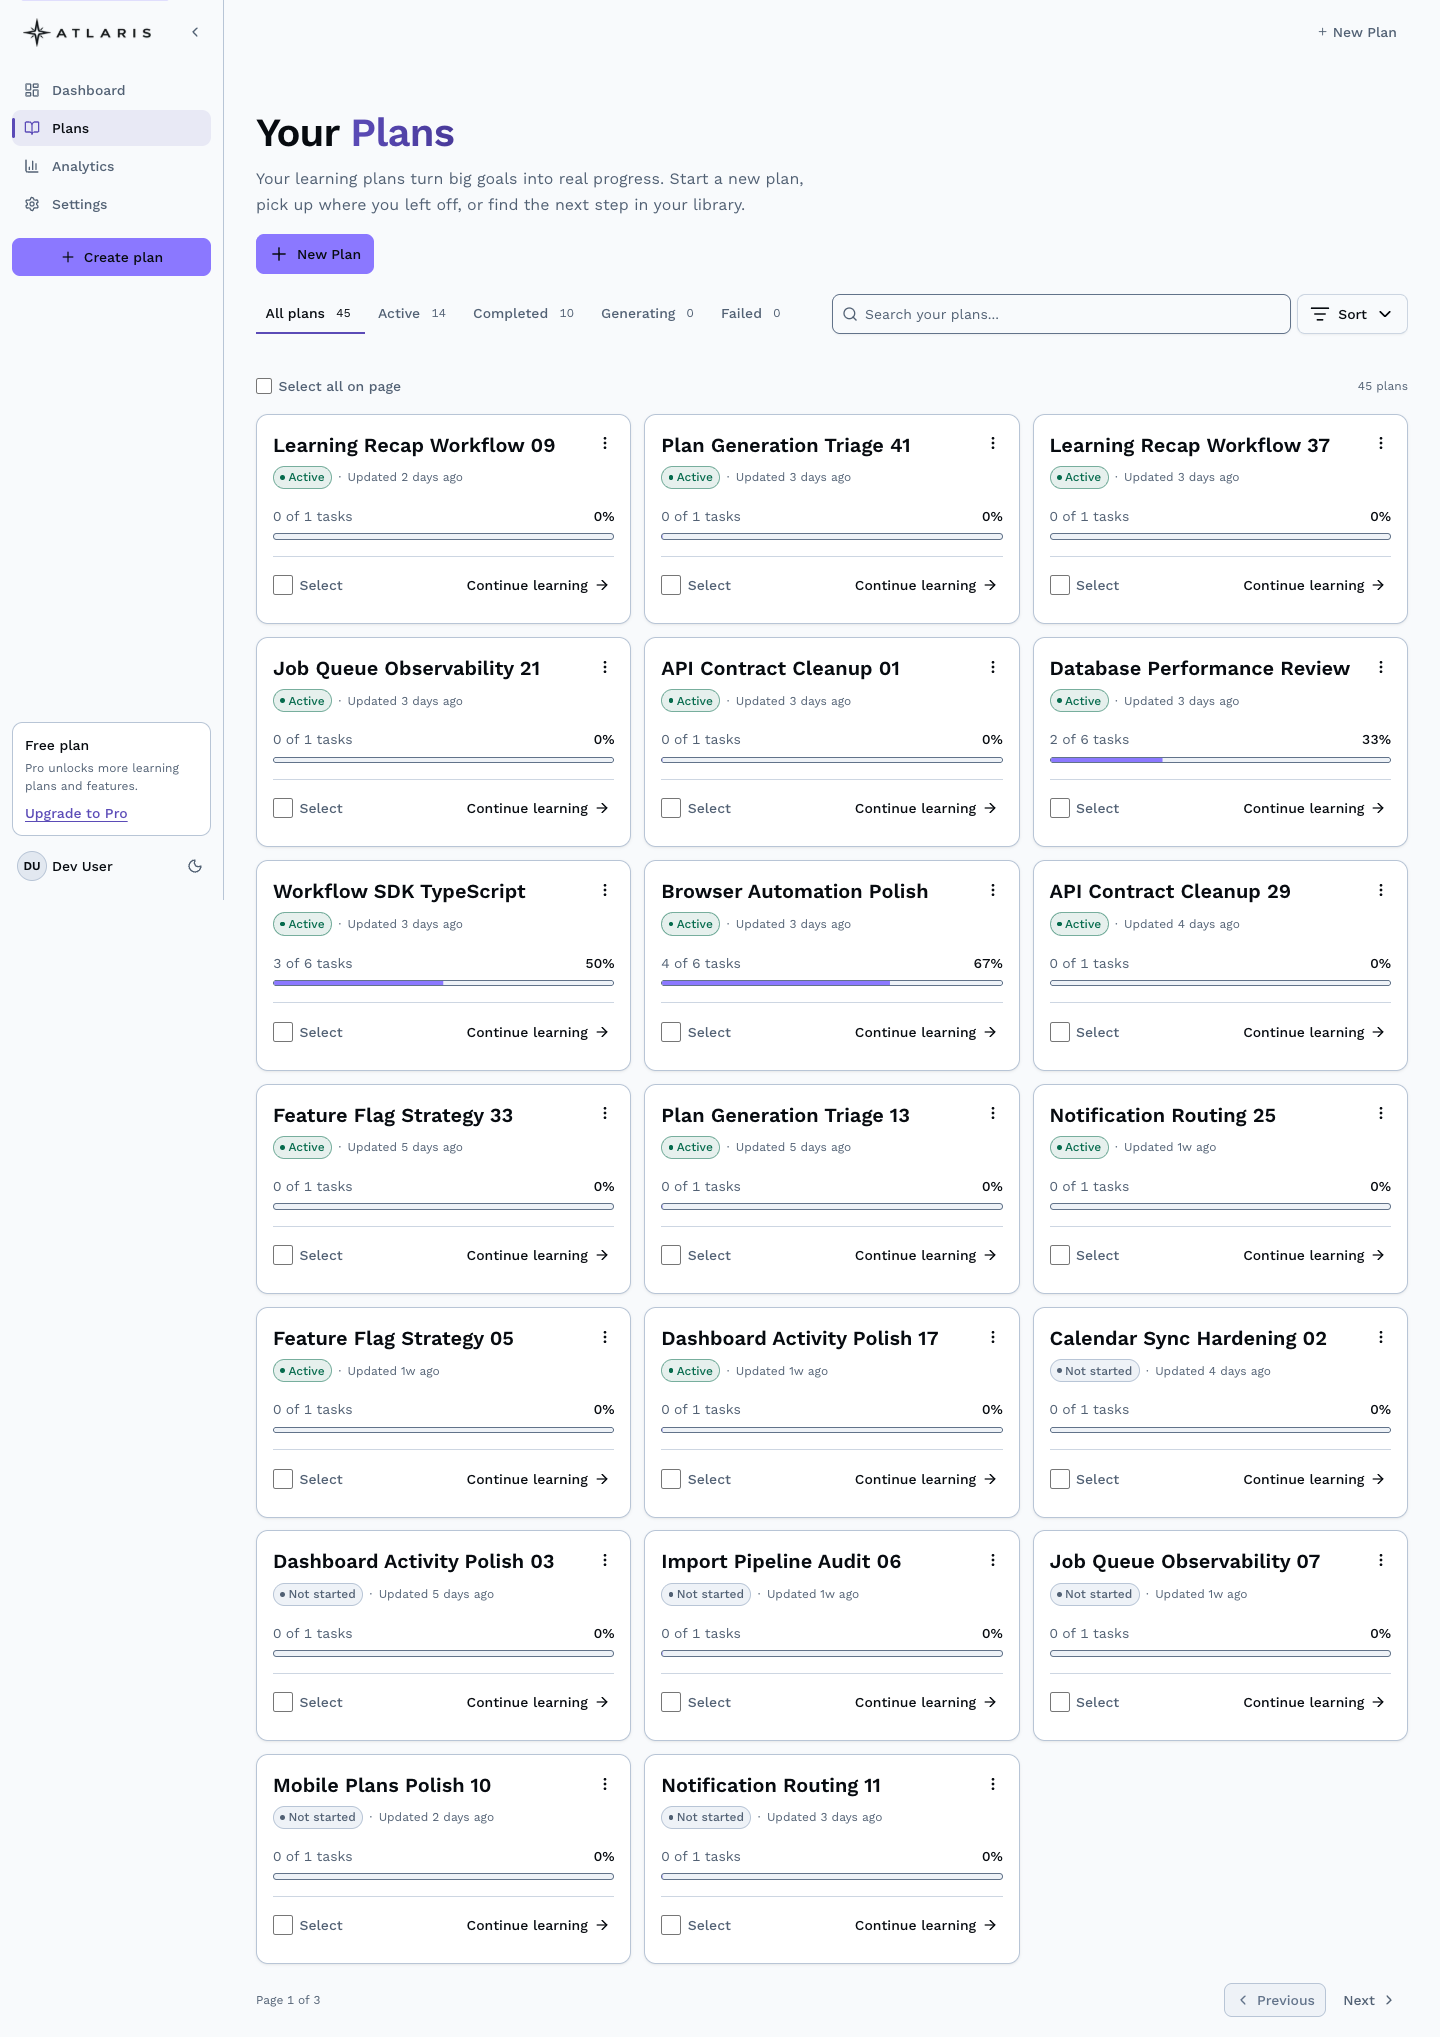 ATLARIS
Dashboard
Plans
Analytics
Settings
+ Create plan
Free plan
Pro unlocks more learning
plans and features.
Upgrade to Pro
DU Dev User
+ New Plan
Your Plans
Your learning plans turn big goals into real progress. Start a new plan,
pick up where you left off, or find the next step in your library.
+ New Plan
All plans 45 Active 14 Completed 10 Generating 0 Failed 0 Search your plans... Sort
Select all on page 45 plans
Learning Recap Workflow 09
Active · Updated 2 days ago
0 of 1 tasks 0%
Select Continue learning →
Plan Generation Triage 41
Active · Updated 3 days ago
0 of 1 tasks 0%
Select Continue learning →
Learning Recap Workflow 37
Active · Updated 3 days ago
0 of 1 tasks 0%
Select Continue learning →
Job Queue Observability 21
Active · Updated 3 days ago
0 of 1 tasks 0%
Select Continue learning →
API Contract Cleanup 01
Active · Updated 3 days ago
0 of 1 tasks 0%
Select Continue learning →
Database Performance Review
Active · Updated 3 days ago
2 of 6 tasks 33%
Select Continue learning →
Workflow SDK TypeScript
Active · Updated 3 days ago
3 of 6 tasks 50%
Select Continue learning →
Browser Automation Polish
Active · Updated 3 days ago
4 of 6 tasks 67%
Select Continue learning →
API Contract Cleanup 29
Active · Updated 4 days ago
0 of 1 tasks 0%
Select Continue learning →
Feature Flag Strategy 33
Active · Updated 5 days ago
0 of 1 tasks 0%
Select Continue learning →
Plan Generation Triage 13
Active · Updated 5 days ago
0 of 1 tasks 0%
Select Continue learning →
Notification Routing 25
Active · Updated 1w ago
0 of 1 tasks 0%
Select Continue learning →
Feature Flag Strategy 05
Active · Updated 1w ago
0 of 1 tasks 0%
Select Continue learning →
Dashboard Activity Polish 17
Active · Updated 1w ago
0 of 1 tasks 0%
Select Continue learning →
Calendar Sync Hardening 02
Not started · Updated 4 days ago
0 of 1 tasks 0%
Select Continue learning →
Dashboard Activity Polish 03
Not started · Updated 5 days ago
0 of 1 tasks 0%
Select Continue learning →
Import Pipeline Audit 06
Not started · Updated 1w ago
0 of 1 tasks 0%
Select Continue learning →
Job Queue Observability 07
Not started · Updated 1w ago
0 of 1 tasks 0%
Select Continue learning →
Mobile Plans Polish 10
Not started · Updated 2 days ago
0 of 1 tasks 0%
Select Continue learning →
Notification Routing 11
Not started · Updated 3 days ago
0 of 1 tasks 0%
Select Continue learning →
Page 1 of 3 Previous Next